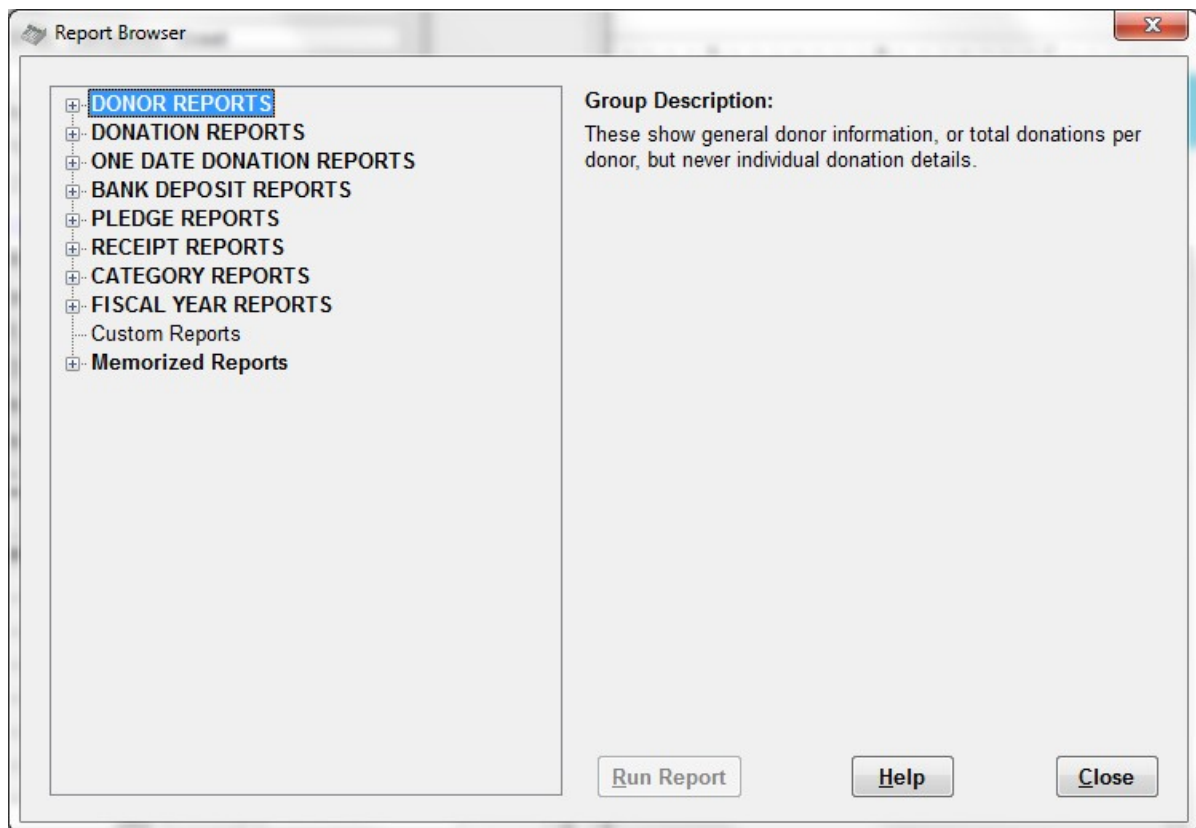 Report Browser
DONOR REPORTS
DONATION REPORTS
ONE DATE DONATION REPORTS
BANK DEPOSIT REPORTS
PLEDGE REPORTS
RECEIPT REPORTS
CATEGORY REPORTS
FISCAL YEAR REPORTS
Custom Reports
Memorized Reports
Group Description:
These show general donor information, or total donations per
donor, but never individual donation details.
Run Report
Help
Close